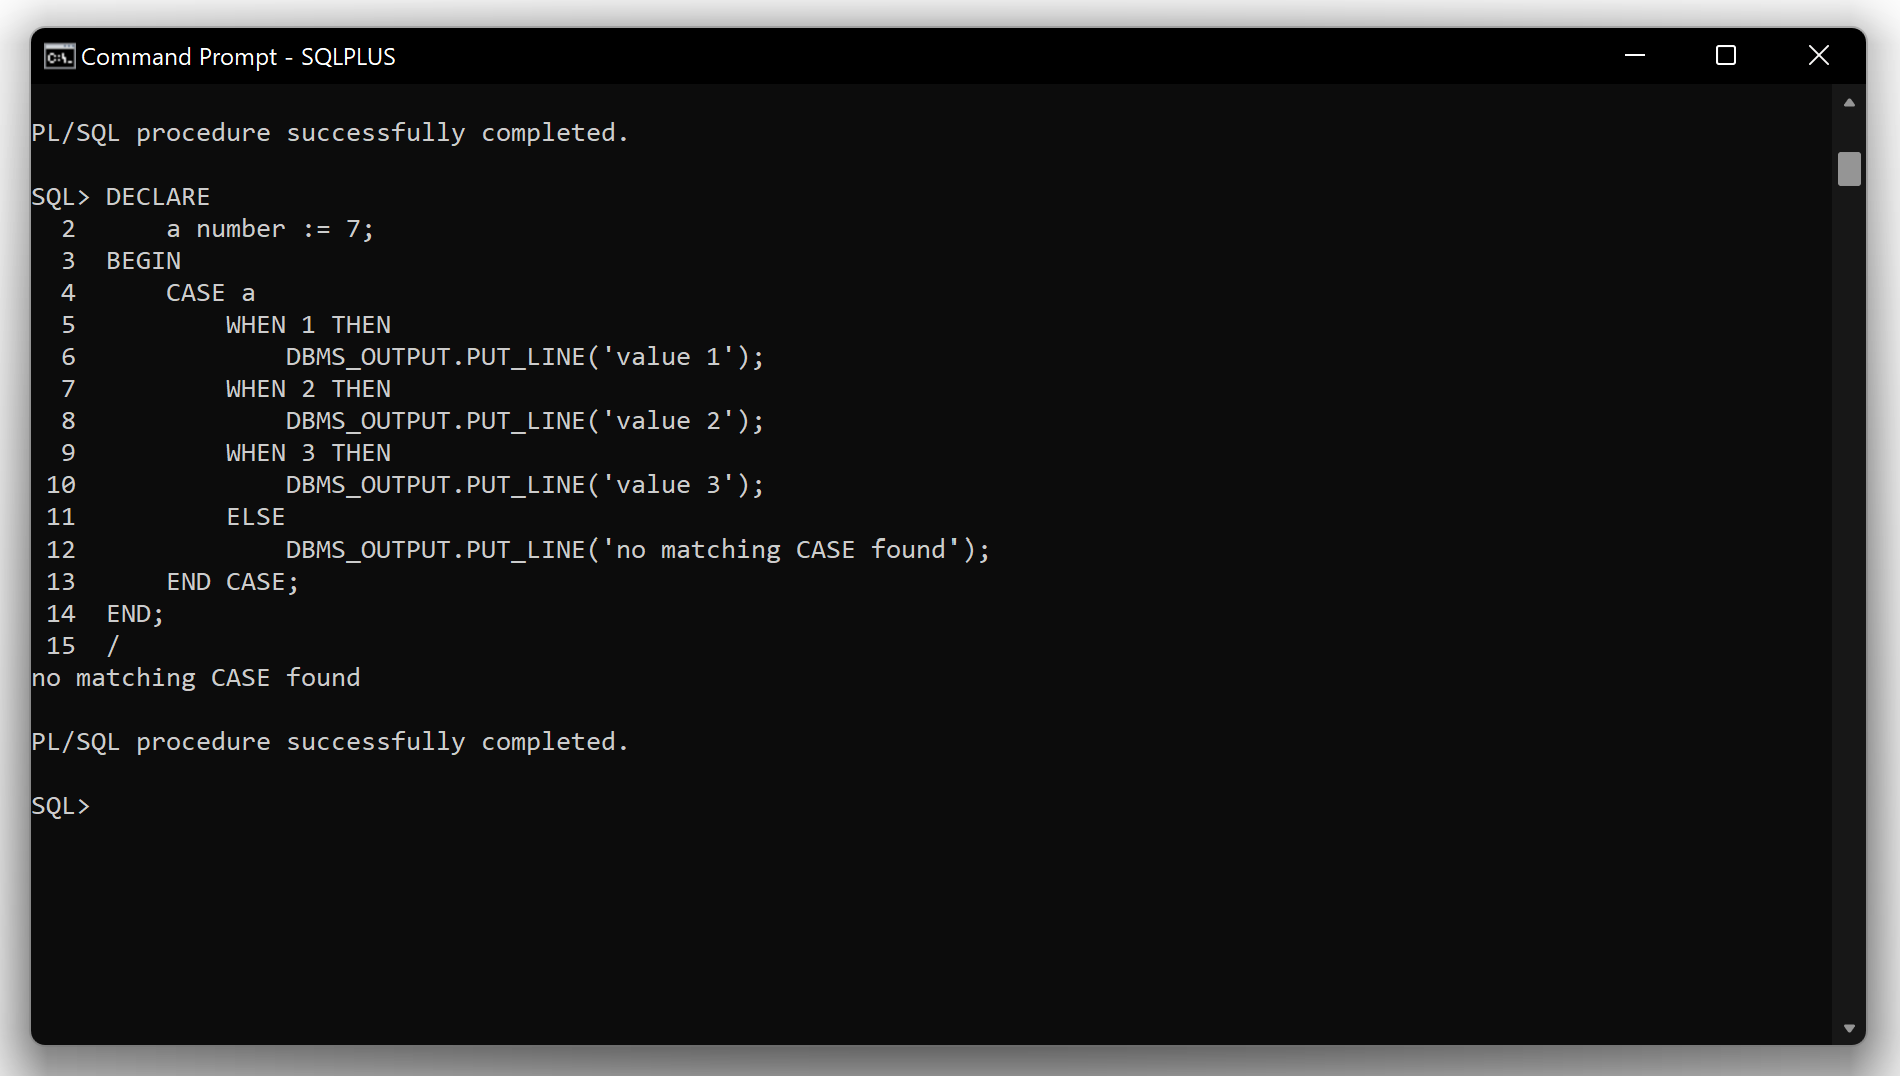 Command Prompt - SQLPLUS
PL/SQL procedure successfully completed.
SQL> DECLARE
  2      a number := 7;
  3  BEGIN
  4      CASE a
  5          WHEN 1 THEN
  6              DBMS_OUTPUT.PUT_LINE('value 1');
  7          WHEN 2 THEN
  8              DBMS_OUTPUT.PUT_LINE('value 2');
  9          WHEN 3 THEN
 10              DBMS_OUTPUT.PUT_LINE('value 3');
 11          ELSE
 12              DBMS_OUTPUT.PUT_LINE('no matching CASE found');
 13      END CASE;
 14  END;
 15  /
no matching CASE found
PL/SQL procedure successfully completed.
SQL>